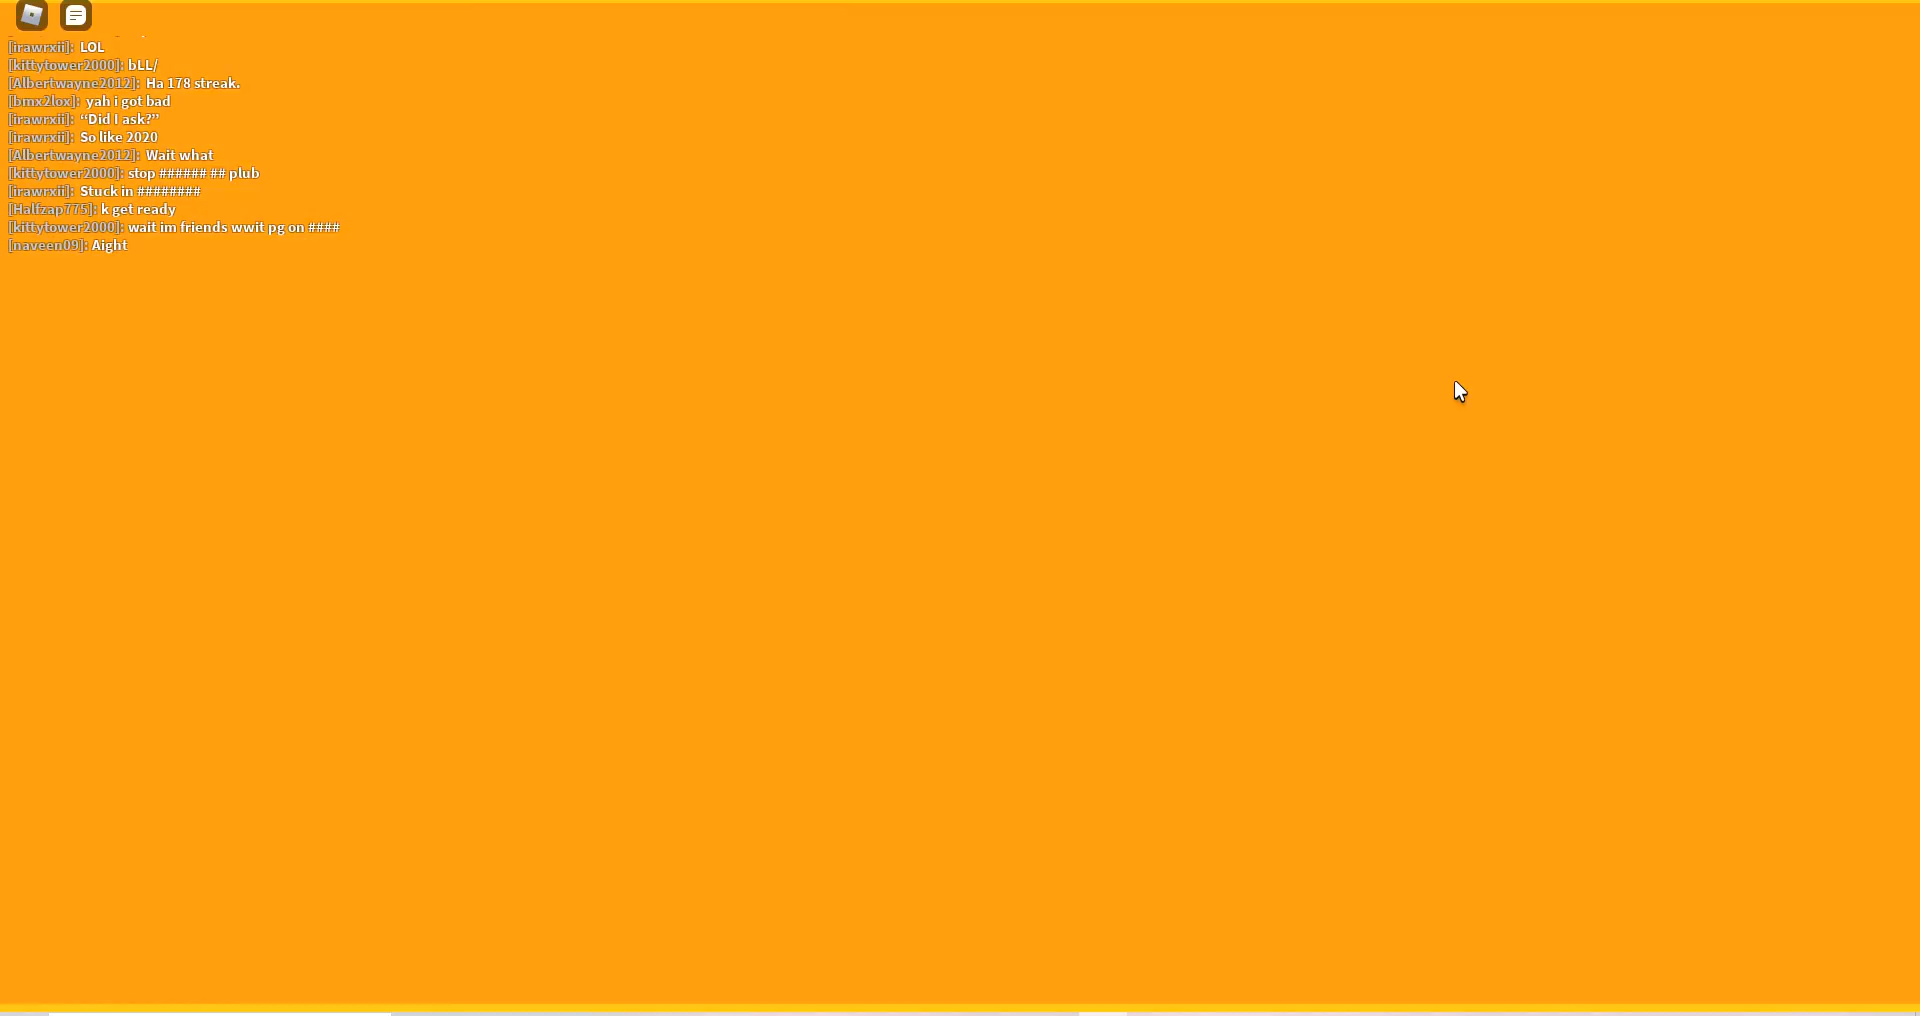 [irawrxii]: LOL
[kittytower2000]: bLL/
[Albertwayne2012]: Ha 178 streak.
[bmx2lox]: yah i got bad
[irawrxii]: “Did I ask?”
[irawrxii]: So like 2020
[Albertwayne2012]: Wait what
[kittytower2000]: stop ###### ## plub
[irawrxii]: Stuck in ########
[Halfzap775]: k get ready
[kittytower2000]: wait im friends wwit pg on ####
[naveen09]: Aight